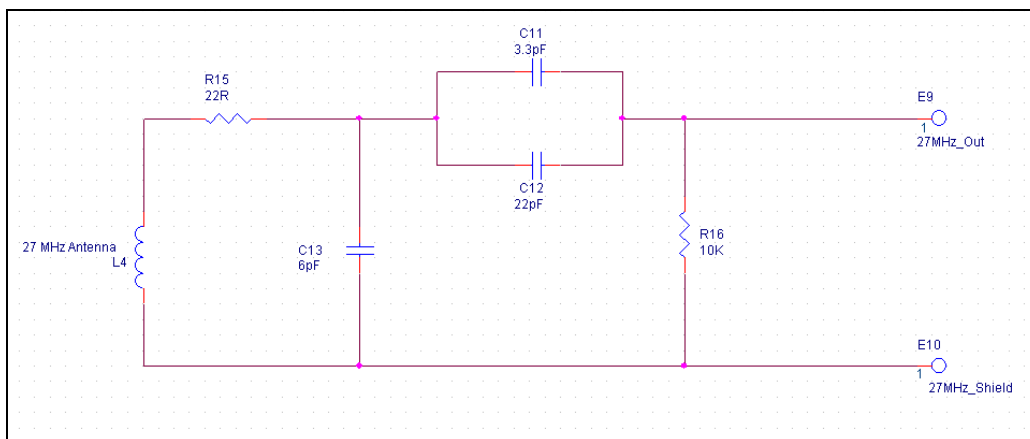 C11
3.3pF
R15
22R
E9
1
27MHz_Out
C12
22pF
R16
10K
27 MHz Antenna
L4
C13
6pF
E10
1
27MHz_Shield